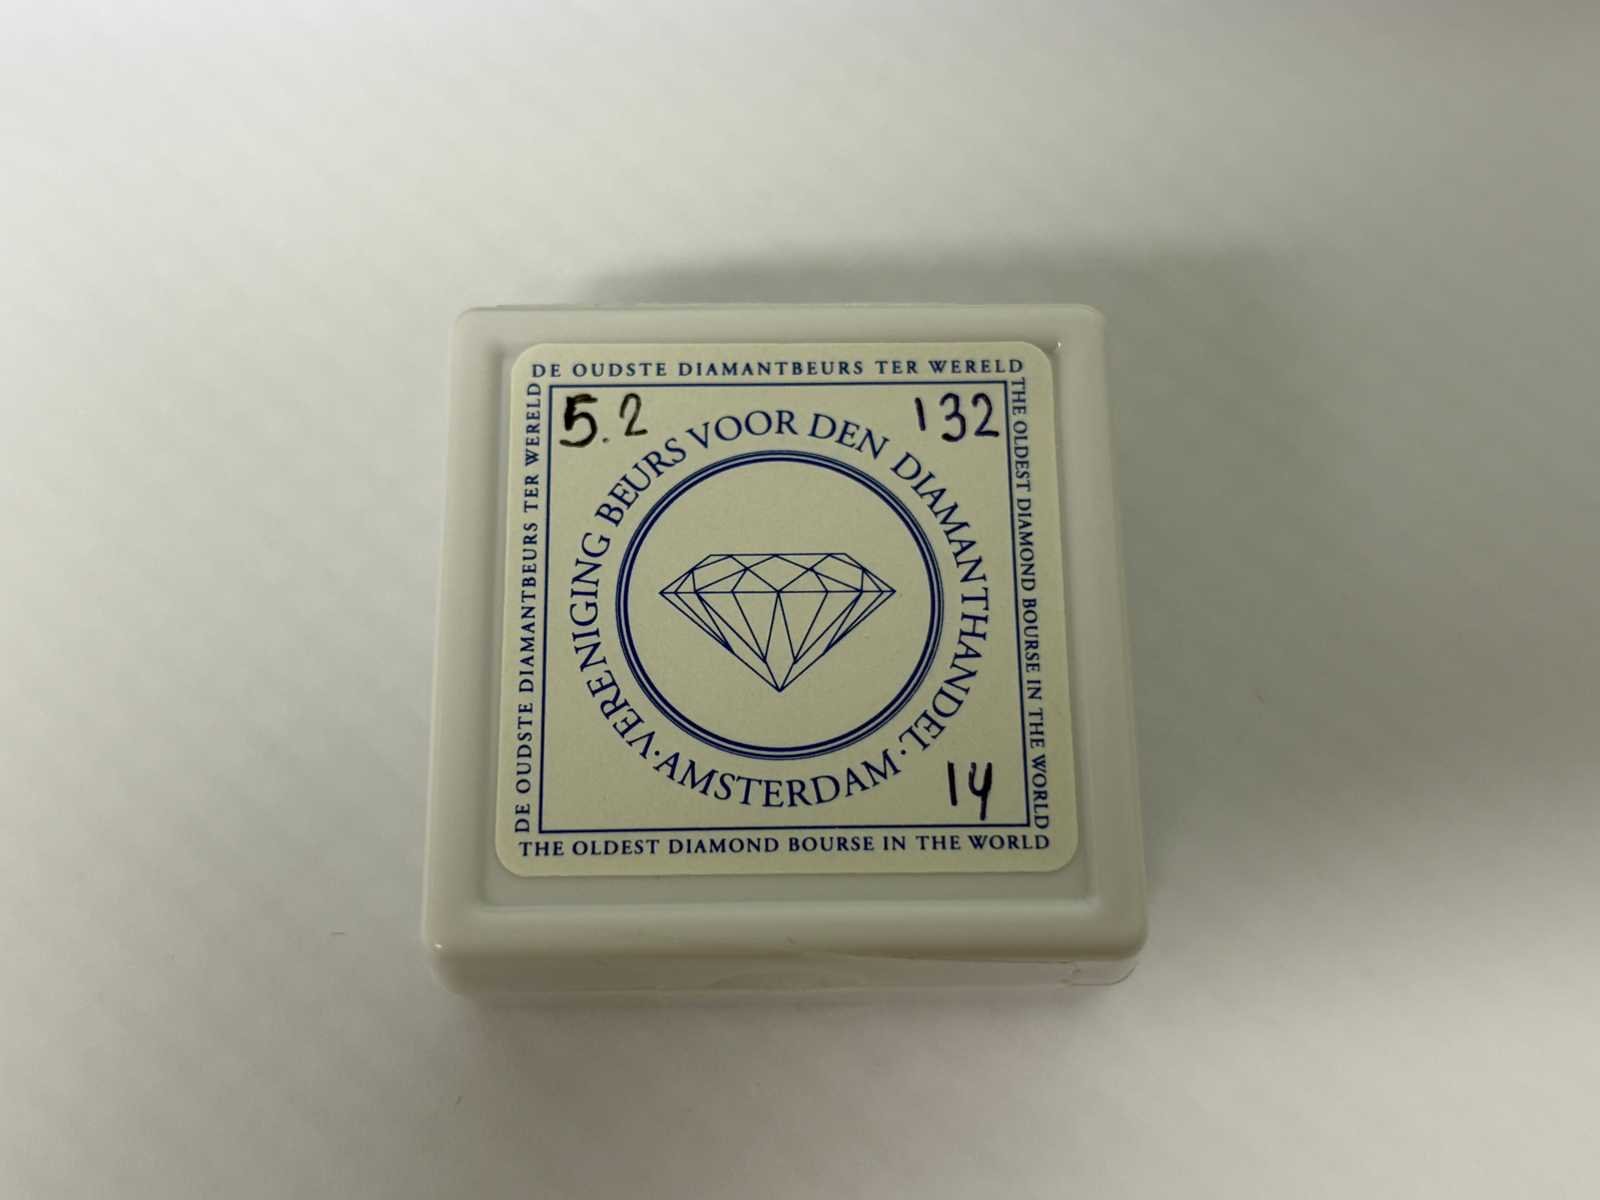 DE OUDSTE DIAMANTBEURS TER WERELD
DE OUDSTE DIAMANTBEURS TER WERELD
THE OLDEST DIAMOND BOURSE IN THE WORLD
5.2
132
VERENIGING BEURS VOOR DEN DIAMANTHANDEL
· AMSTERDAM ·
14
THE OLDEST DIAMOND BOURSE IN THE WORLD